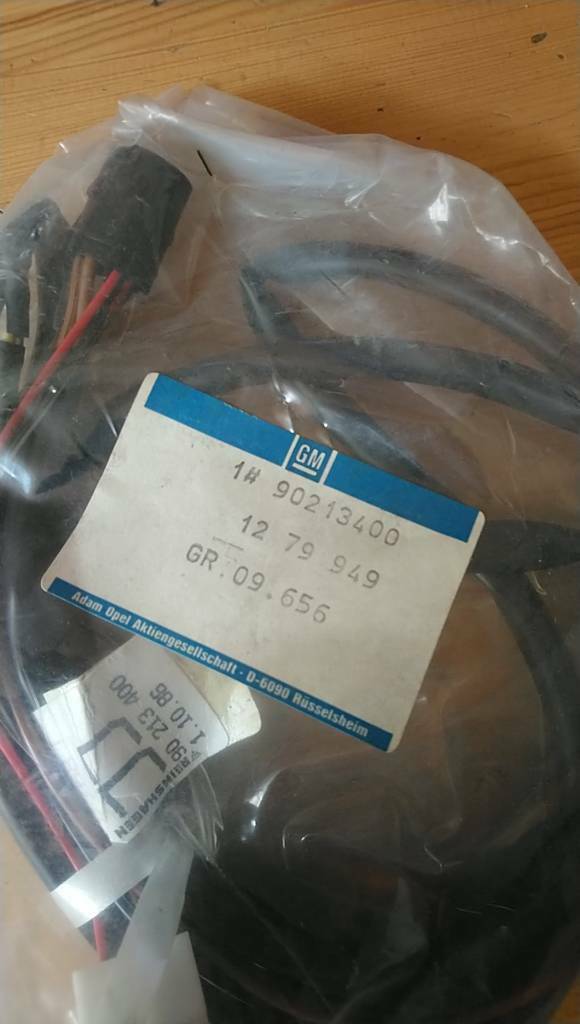 GM
1# 90213400
12 79 949
GR.09.656
Adam Opel Aktiengesellschaft · D-6090 Rüsselsheim
90 213 400
1.10.86
REINSHAGEN